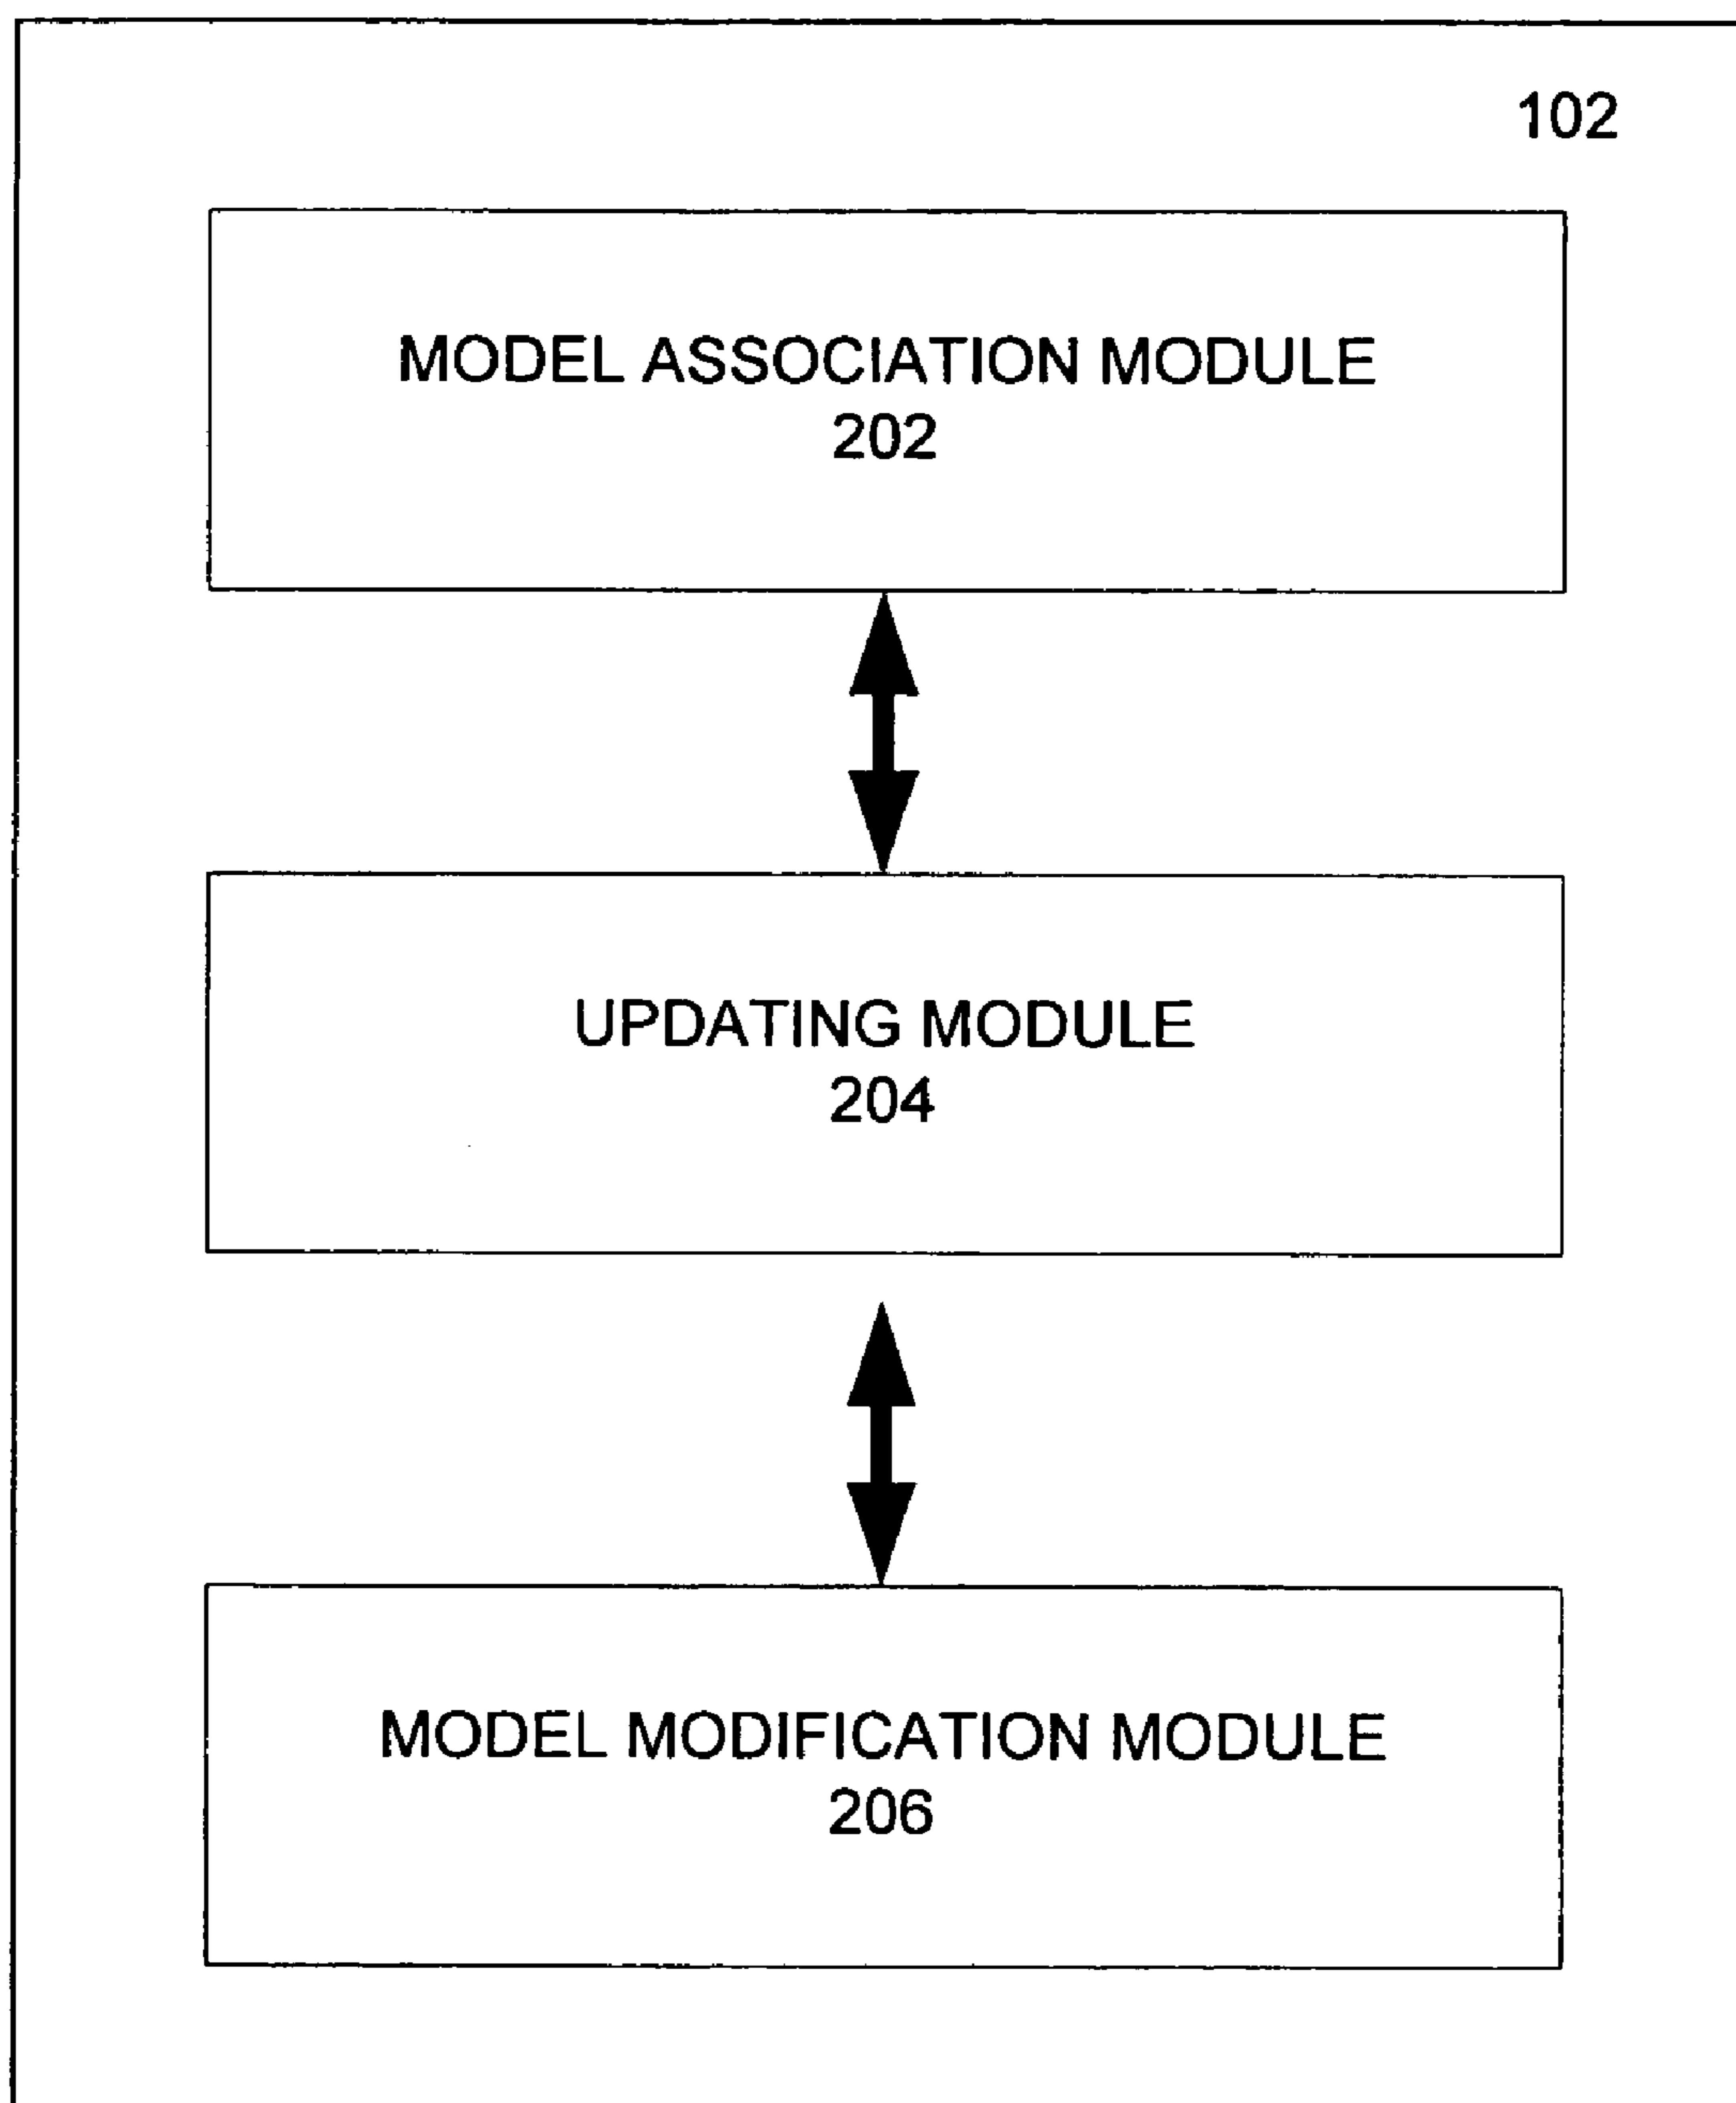 102
MODEL ASSOCIATION MODULE
202
UPDATING MODULE
204
MODEL MODIFICATION MODULE
206